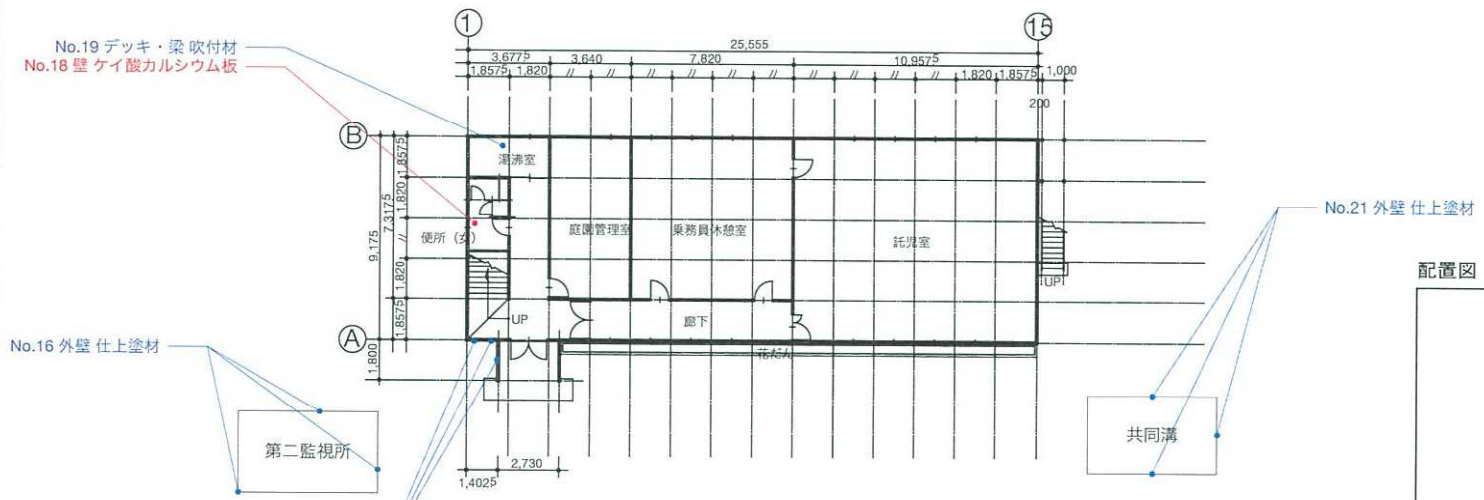 ① ⑮
25,555
3,6775 3,640 7,820 10,9575
1,8575 1,820 〃 〃 〃 〃 〃 〃 〃 〃 〃 〃 1,820 1,8575 1,000
200
No.19 デッキ・梁 吹付材
No.18 壁 ケイ酸カルシウム板
Ⓑ
湯沸室
9,175
7,3175
1,8575
1,820
〃
1,820
1,8575
便所（女）
庭園管理室 乗務員休憩室 託児室
No.21 外壁 仕上塗材
UP
配置図
UP
廊下
Ⓐ
花だん
1,800
No.16 外壁 仕上塗材
第二監視所
共同溝
2,730
1,4025